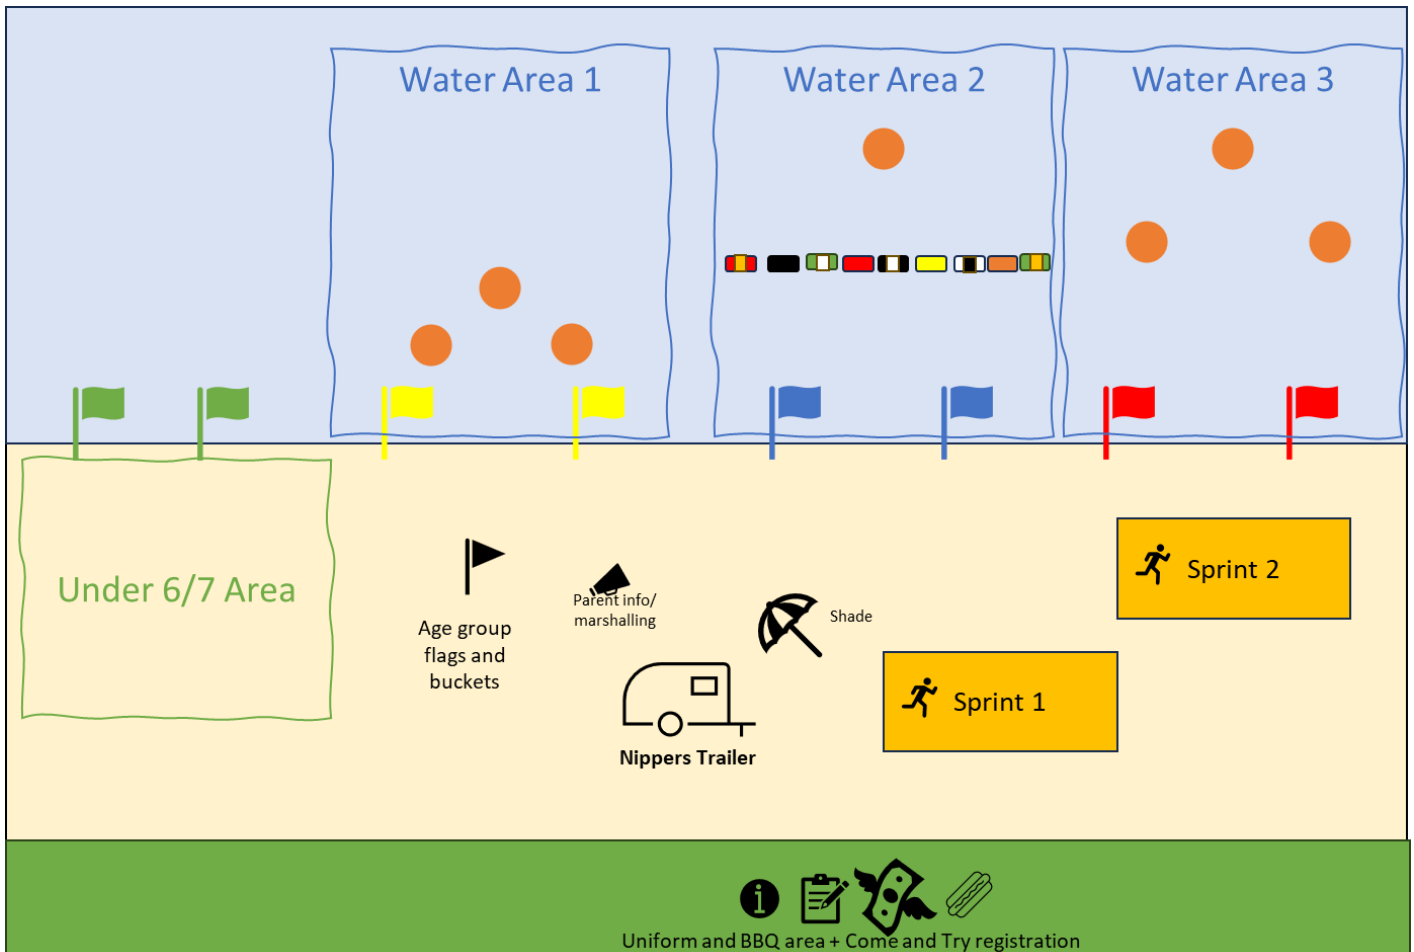 Water Area 1
Water Area 2
Water Area 3
Under 6/7 Area
Age group
flags and
buckets
Parent info/
marshalling
Shade
Nippers Trailer
Sprint 2
Sprint 1
Uniform and BBQ area + Come and Try registration